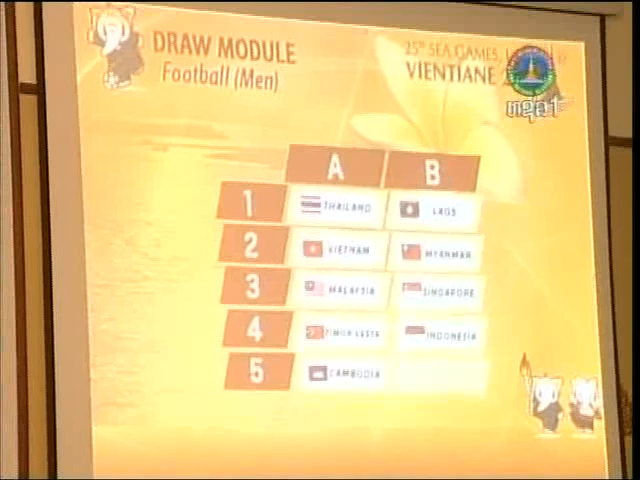 DRAW MODULE
Football (Men)
25th SEA GAMES,
VIENTIANE
A B
1 THAILAND LAOS
2 VIETNAM MYANMAR
3 MALAYSIA SINGAPORE
4 TIMOR LESTE INDONESIA
5 CAMBODIA